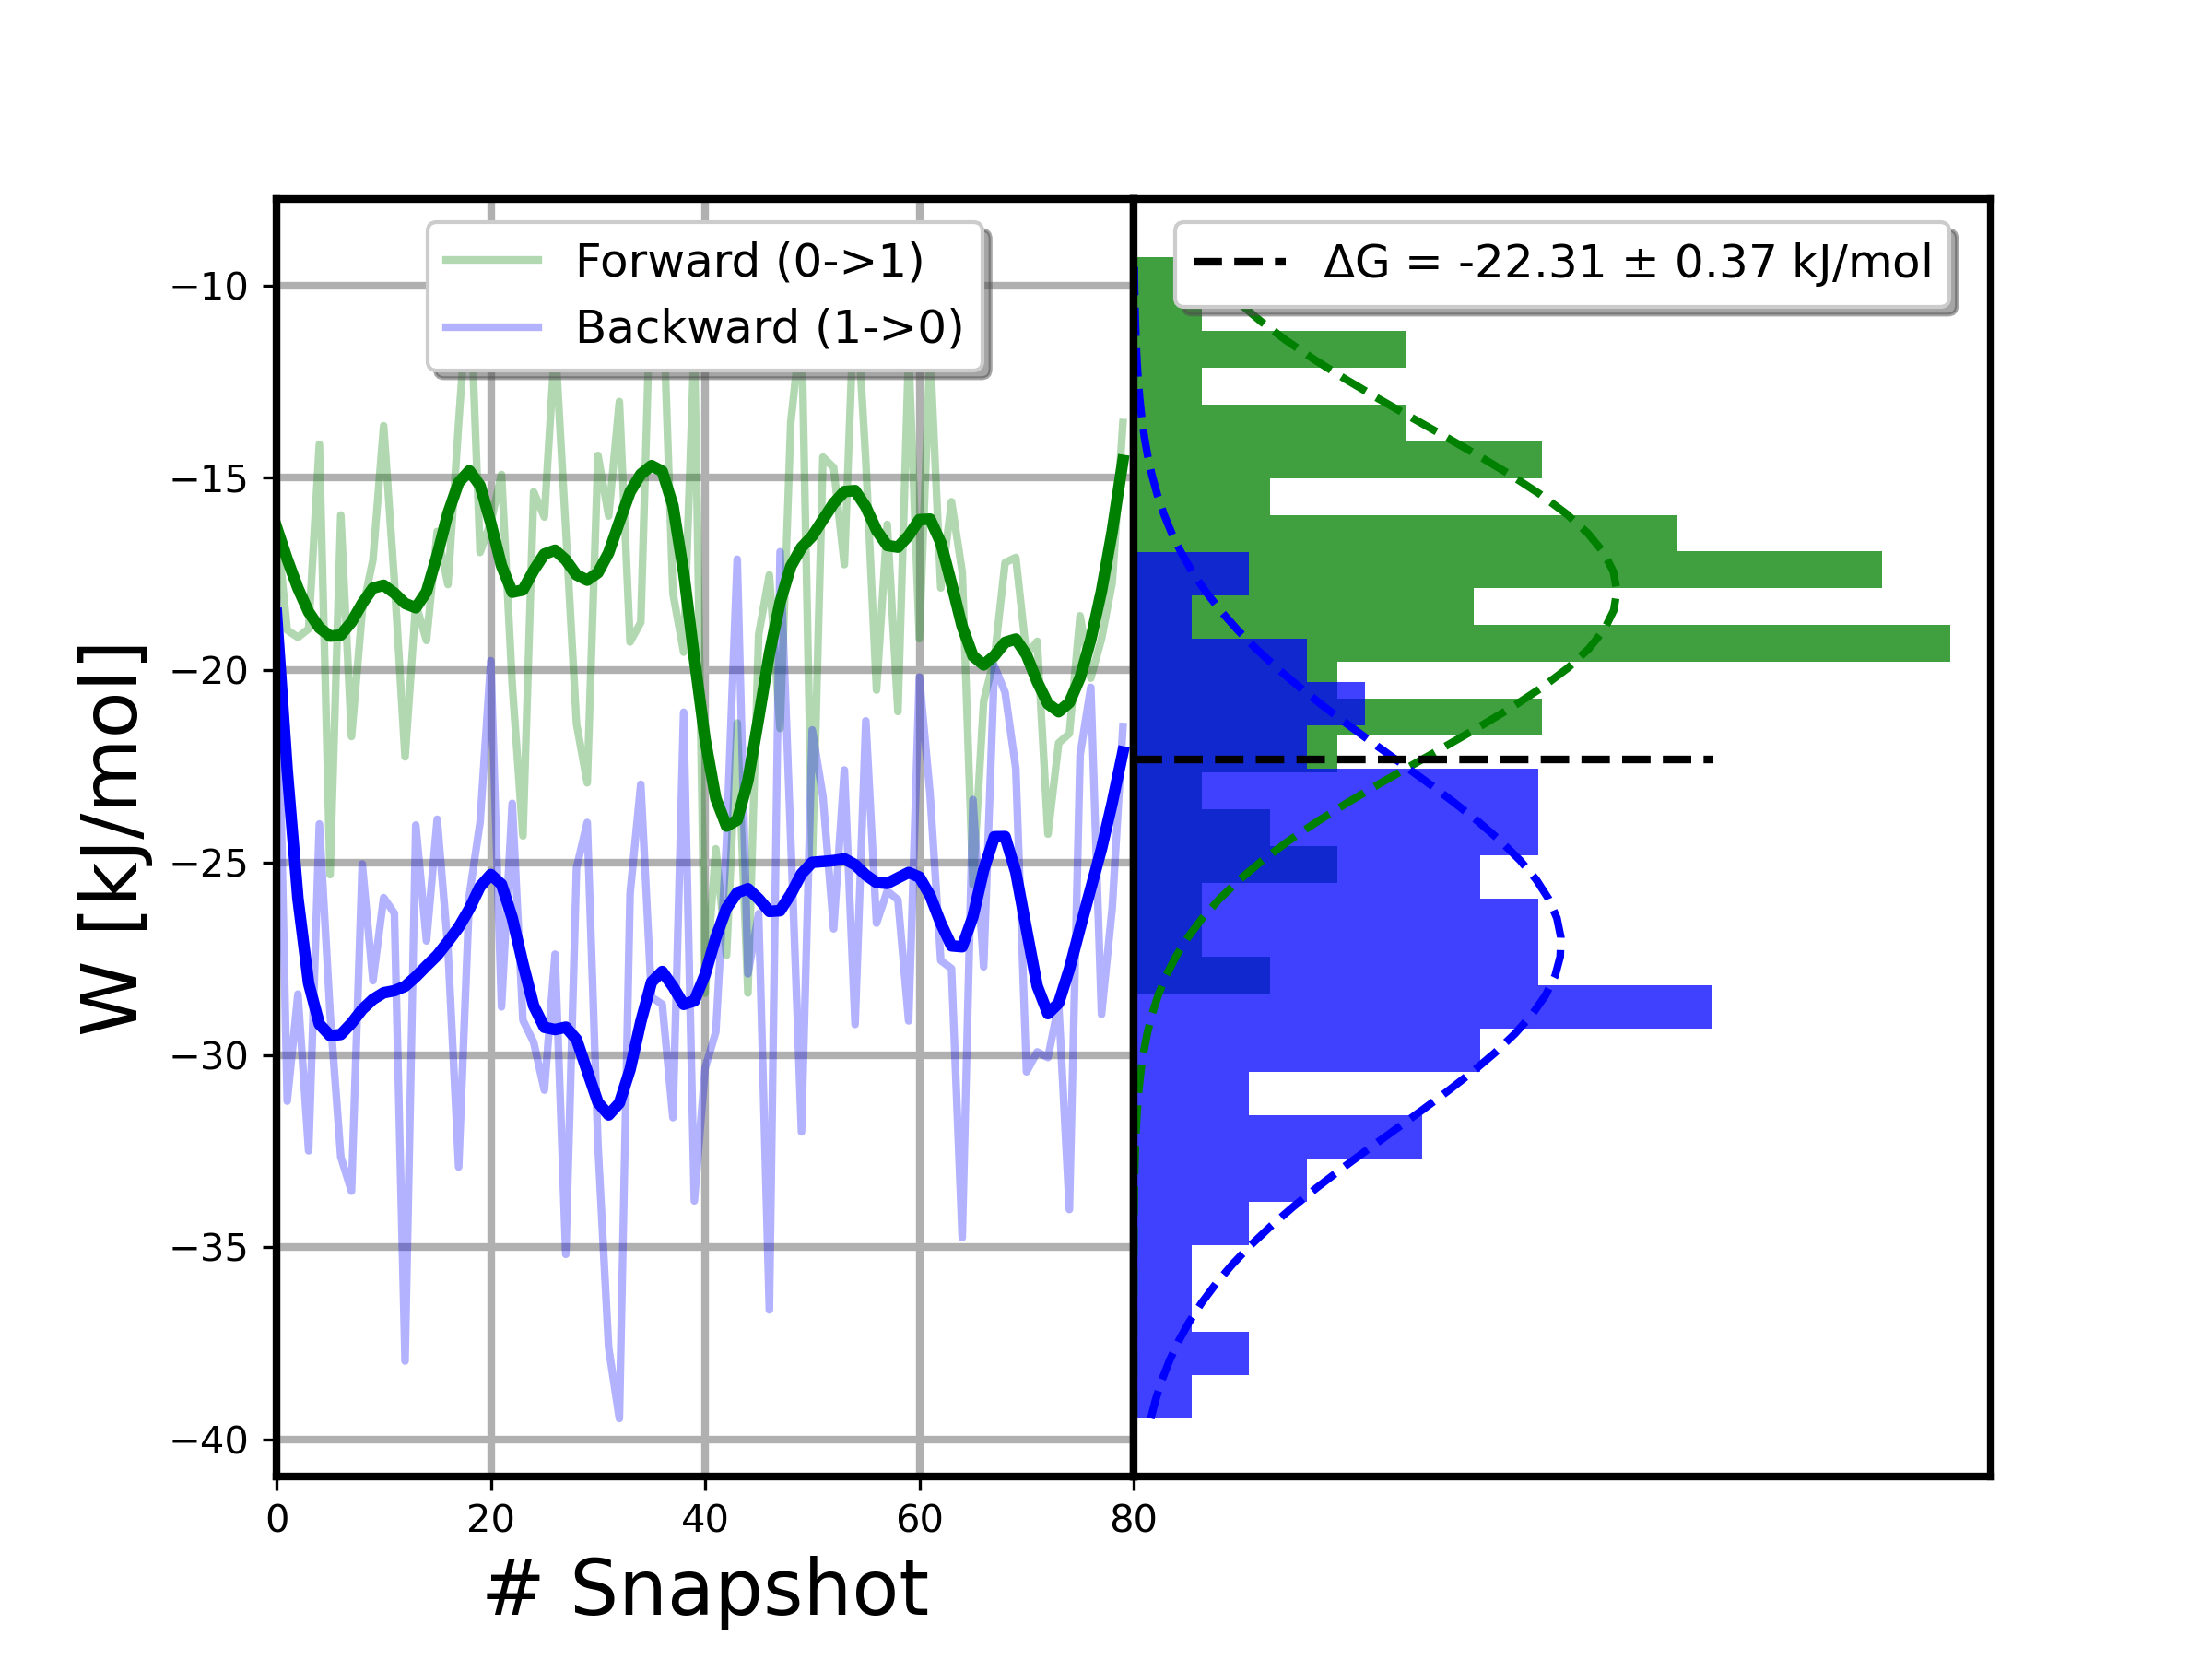 Forward (0->1)
Backward (1->0)
ΔG = -22.31 ± 0.37 kJ/mol
W [kJ/mol]
−10
−15
−20
−25
−30
−35
−40
0 20 40 60 80
# Snapshot